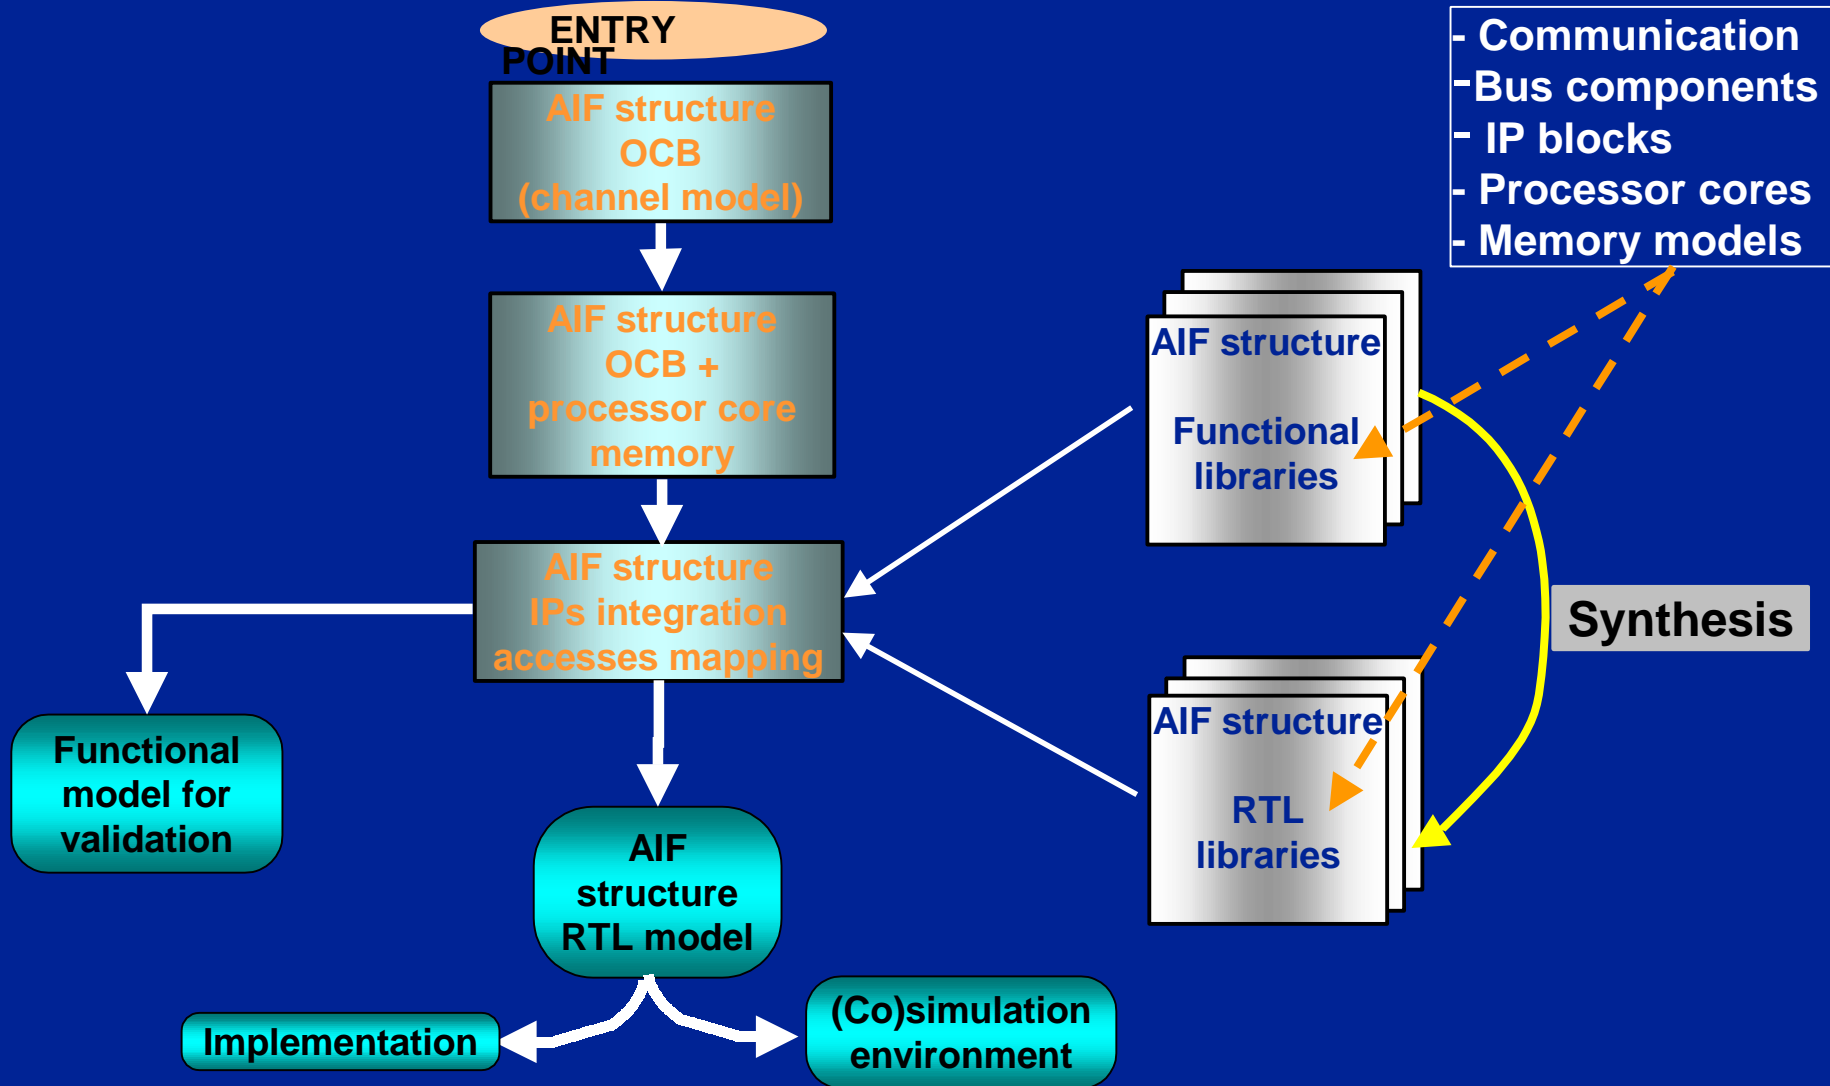 ENTRY
POINT
AIF structure
OCB
(channel model)
AIF structure
OCB +
processor core
memory
AIF structure
IPs integration
accesses mapping
Functional
model for
validation
AIF
structure
RTL model
Implementation
(Co)simulation
environment
- Communication
-Bus components
- IP blocks
- Processor cores
- Memory models
AIF structure
Functional
libraries
Synthesis
AIF structure
RTL
libraries